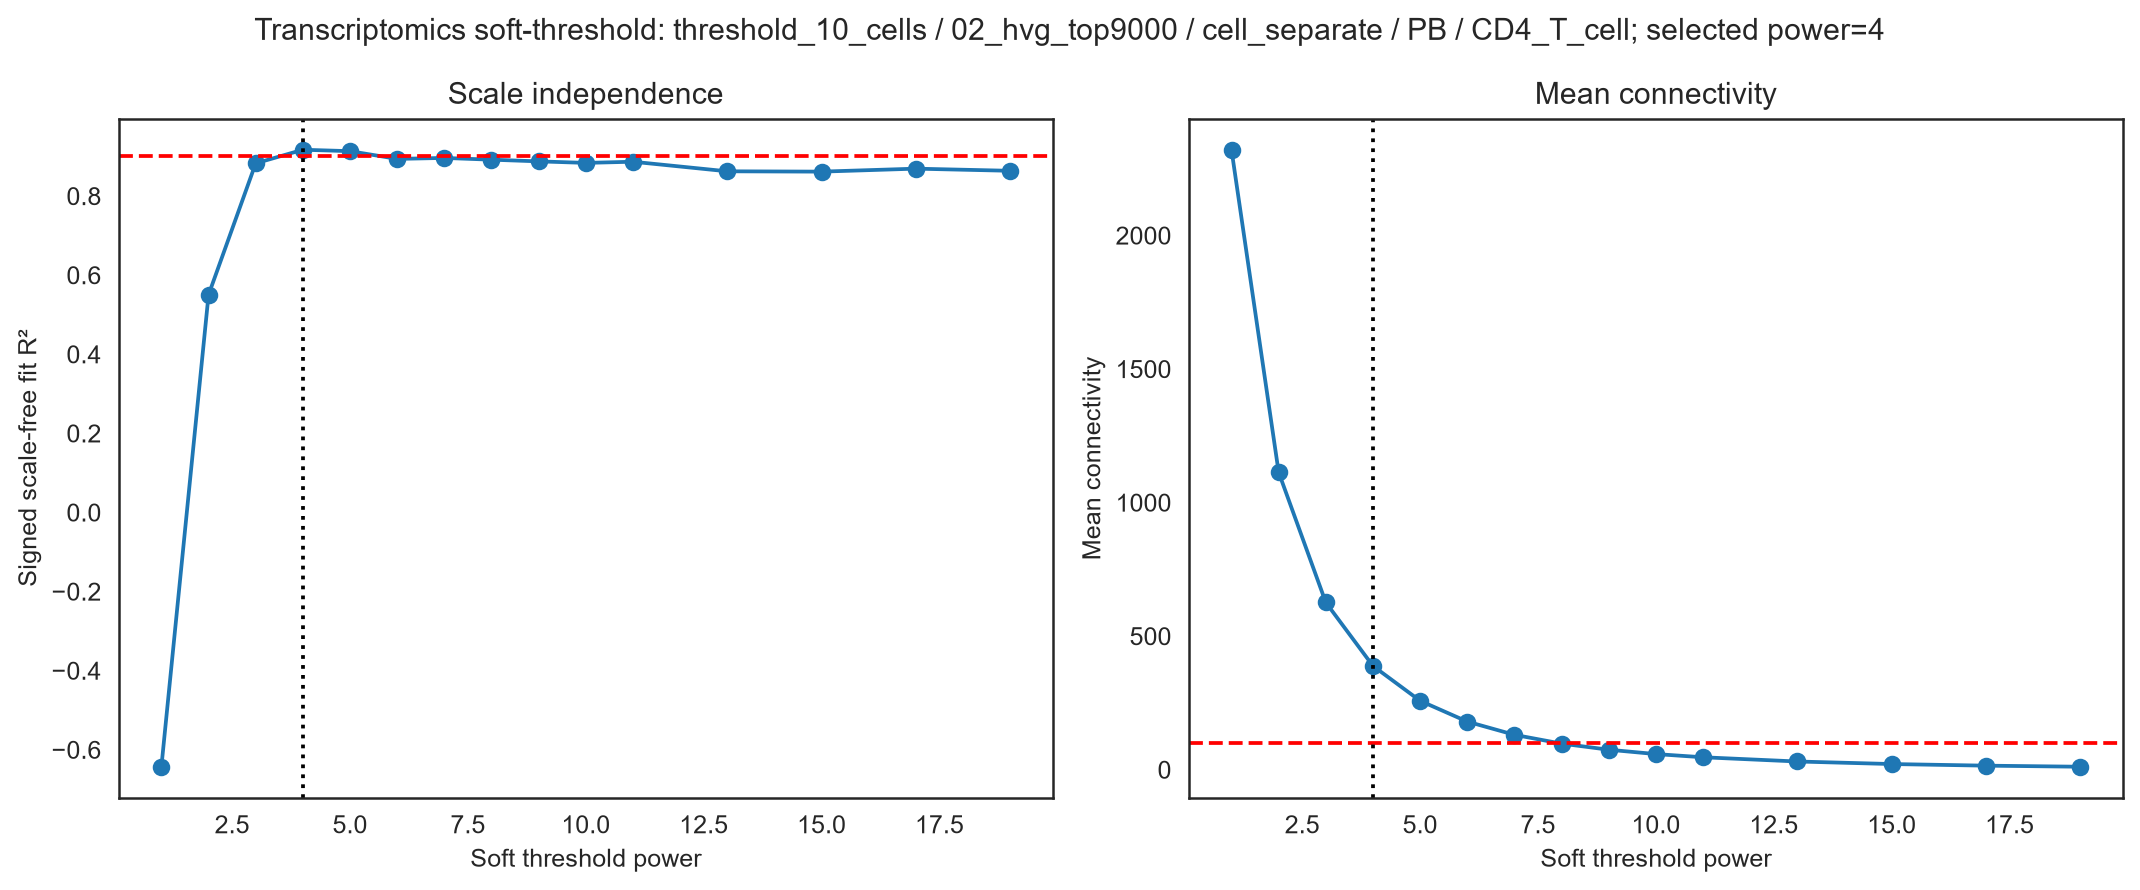 Transcriptomics soft-threshold: threshold_10_cells / 02_hvg_top9000 / cell_separate / PB / CD4_T_cell; selected power=4
Scale independence
Signed scale-free fit R²
0.8
0.6
0.4
0.2
0.0
−0.2
−0.4
−0.6
2.5 5.0 7.5 10.0 12.5 15.0 17.5
Soft threshold power
Mean connectivity
Mean connectivity
2000
1500
1000
500
0
2.5 5.0 7.5 10.0 12.5 15.0 17.5
Soft threshold power